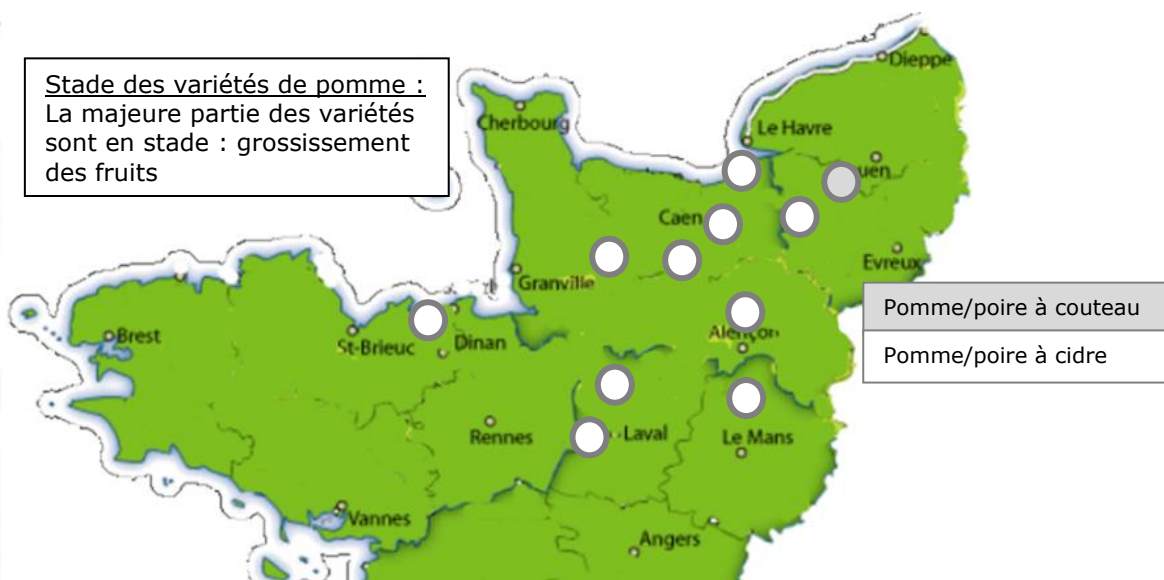 Stade des variétés de pomme :
La majeure partie des variétés
sont en stade : grossissement
des fruits
Dieppe
Cherbourg
Le Havre
uen
Caen
Evreux
Granville
Pomme/poire à couteau
Alençon
Brest
St-Brieuc
Dinan
Pomme/poire à cidre
Rennes
Laval
Le Mans
Vannes
Angers